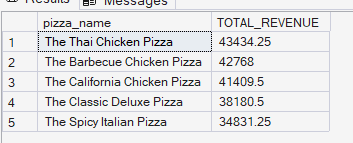 Results Messages
pizza_name TOTAL_REVENUE
1 The Thai Chicken Pizza 43434.25
2 The Barbecue Chicken Pizza 42768
3 The California Chicken Pizza 41409.5
4 The Classic Deluxe Pizza 38180.5
5 The Spicy Italian Pizza 34831.25